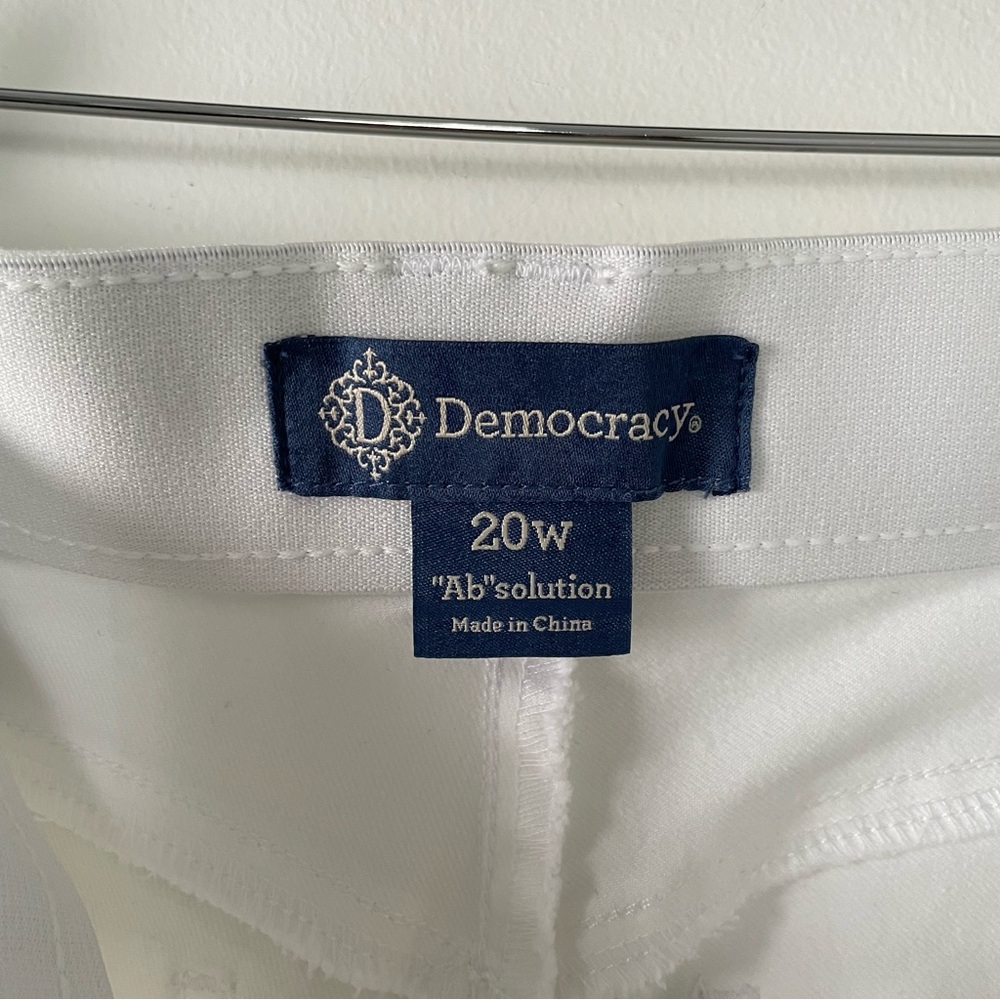 D Democracy®
20W
"Ab"solution
Made in China